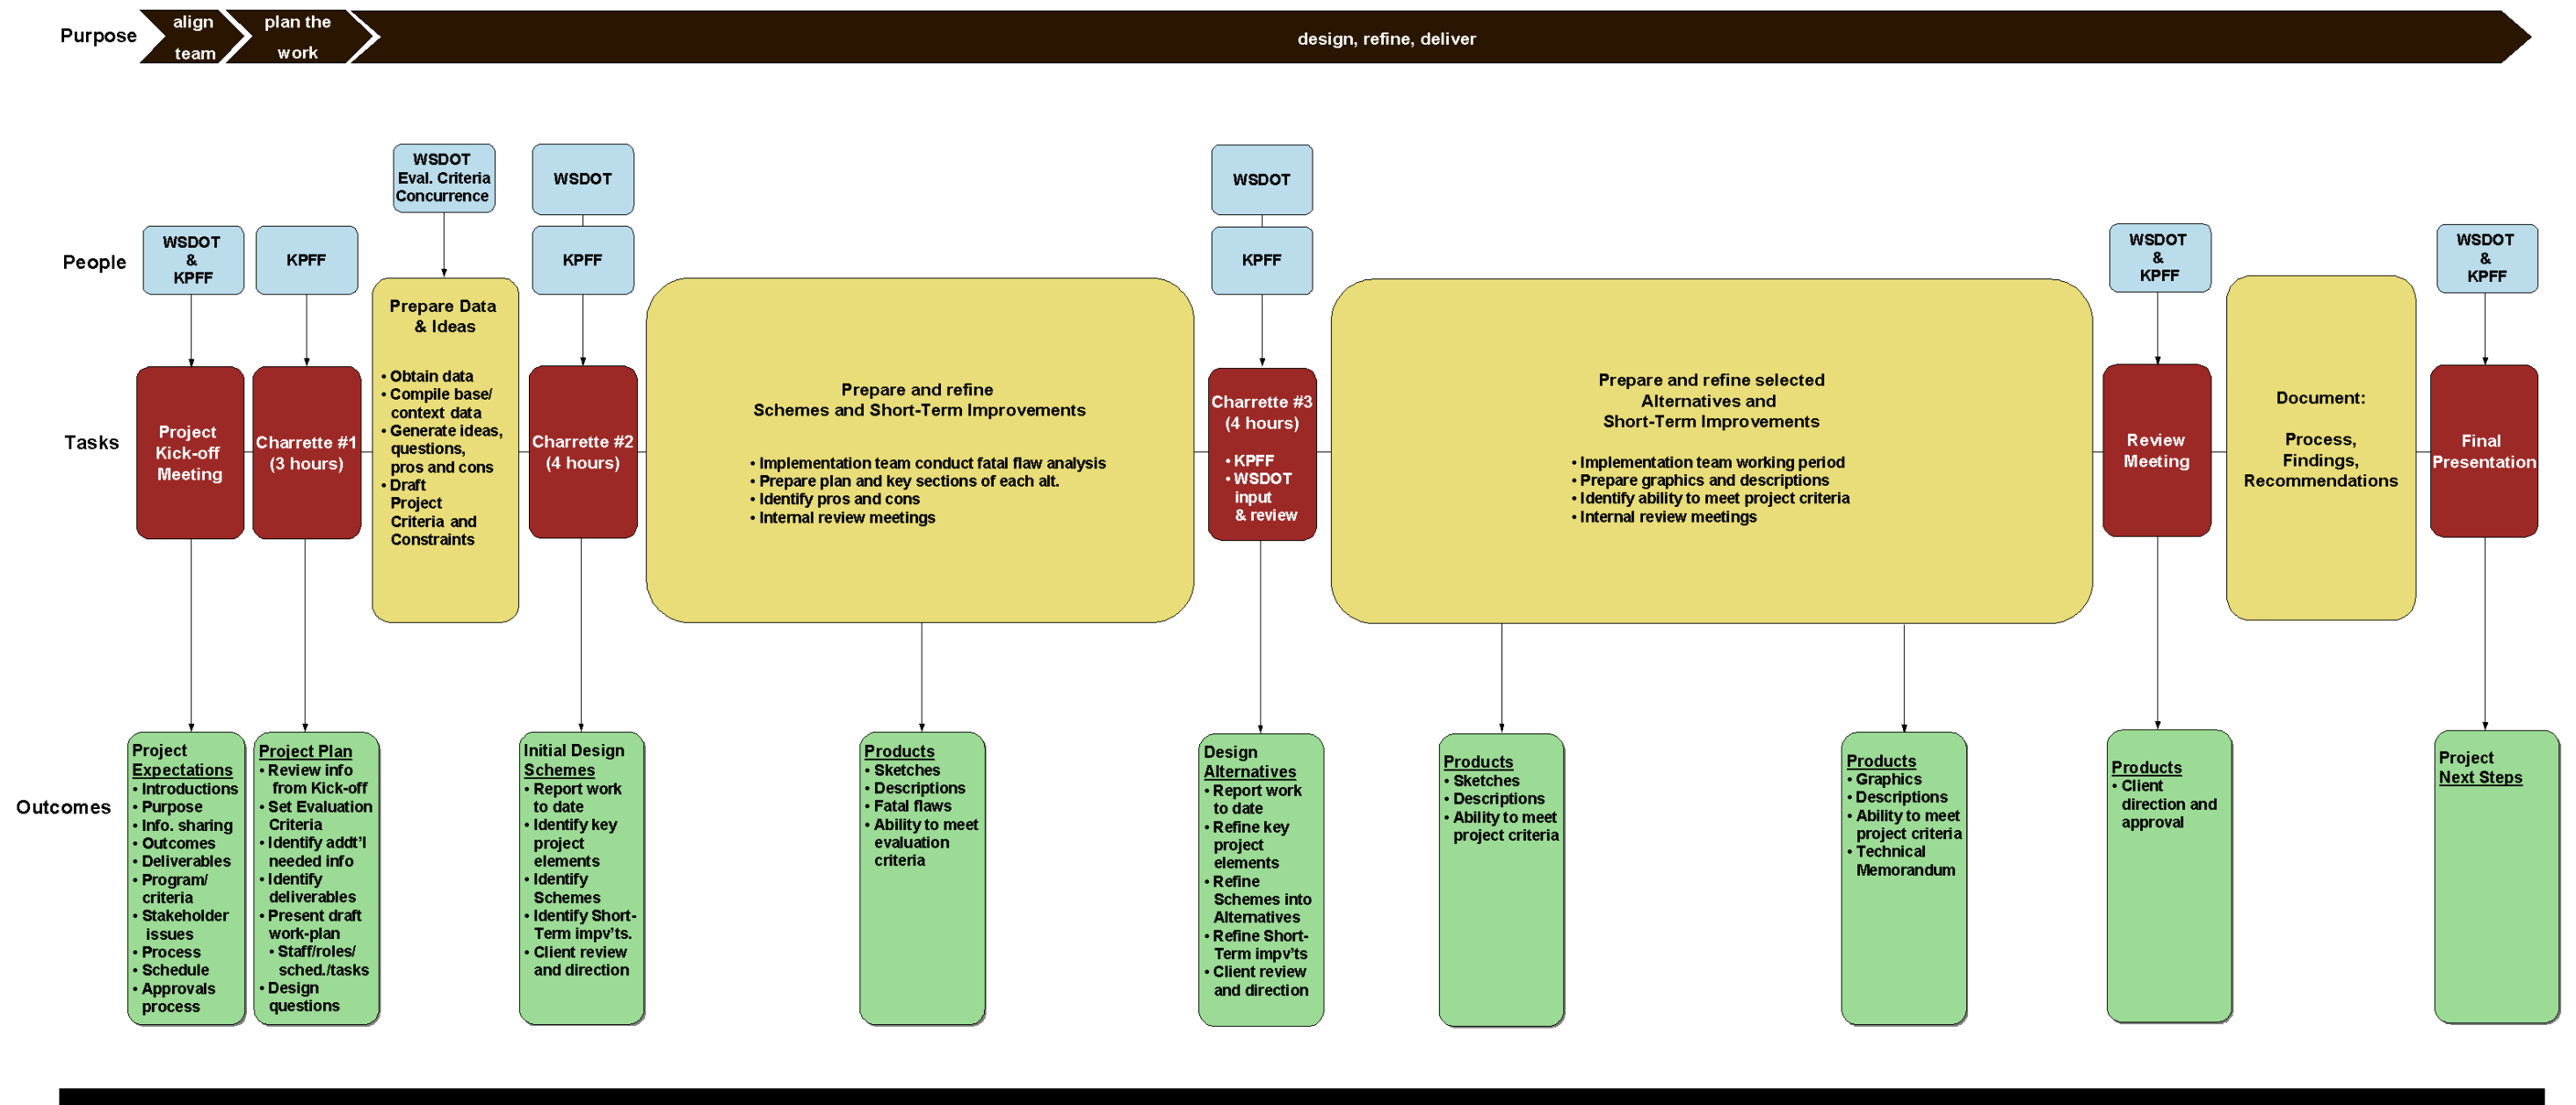 Purpose
align
team
plan the
work
design, refine, deliver
People
WSDOT
&
KPFF
KPFF
WSDOT
Eval. Criteria
Concurrence
WSDOT
KPFF
WSDOT
KPFF
WSDOT
&
KPFF
WSDOT
&
KPFF
Tasks
Project
Kick-off
Meeting
Charrette #1
(3 hours)
Prepare Data
& Ideas
• Obtain data
• Compile base/
context data
• Generate ideas,
questions,
pros and cons
• Draft
Project
Criteria and
Constraints
Charrette #2
(4 hours)
Prepare and refine
Schemes and Short-Term Improvements
• Implementation team conduct fatal flaw analysis
• Prepare plan and key sections of each alt.
• Identify pros and cons
• Internal review meetings
Charrette #3
(4 hours)
• KPFF
• WSDOT
input
& review
Prepare and refine selected
Alternatives and
Short-Term Improvements
• Implementation team working period
• Prepare graphics and descriptions
• Identify ability to meet project criteria
• Internal review meetings
Review
Meeting
Document:
Process,
Findings,
Recommendations
Final
Presentation
Outcomes
Project
Expectations
• Introductions
• Purpose
• Info. sharing
• Outcomes
• Deliverables
• Program/
criteria
• Stakeholder
issues
• Process
• Schedule
• Approvals
process
Project Plan
• Review info
from Kick-off
• Set Evaluation
Criteria
• Identify addt'l
needed info
• Identify
deliverables
• Present draft
work-plan
• Staff/roles/
sched./tasks
• Design
questions
Initial Design
Schemes
• Report work
to date
• Identify key
project
elements
• Identify
Schemes
• Identify Short-
Term impv'ts.
• Client review
and direction
Products
• Sketches
• Descriptions
• Fatal flaws
• Ability to meet
evaluation
criteria
Design
Alternatives
• Report work
to date
• Refine key
project
elements
• Refine
Schemes into
Alternatives
• Refine Short-
Term impv'ts
• Client review
and direction
Products
• Sketches
• Descriptions
• Ability to meet
project criteria
Products
• Graphics
• Descriptions
• Ability to meet
project criteria
• Technical
Memorandum
Products
• Client
direction and
approval
Project
Next Steps